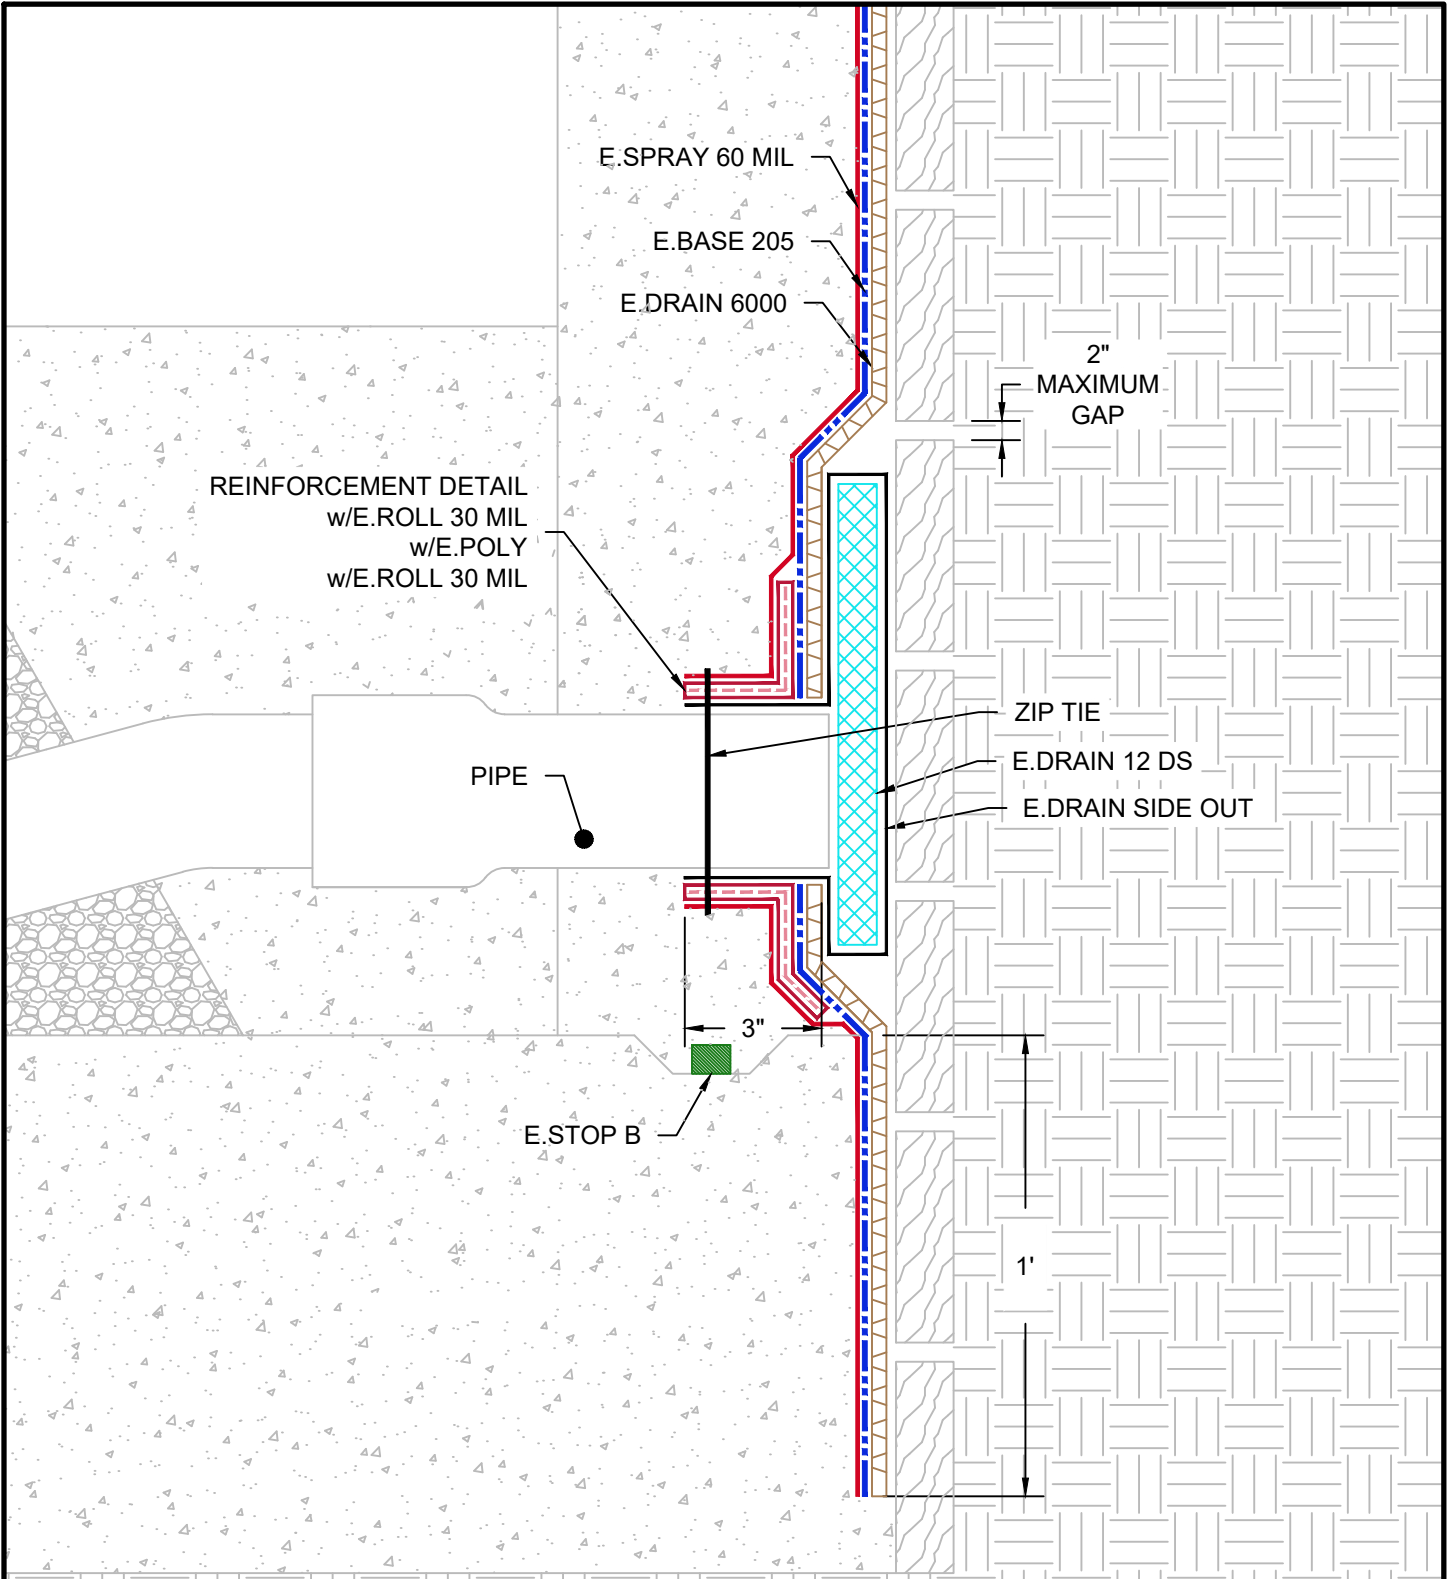 E.SPRAY 60 MIL
E.BASE 205
E.DRAIN 6000
2"
MAXIMUM
GAP
REINFORCEMENT DETAIL
w/E.ROLL 30 MIL
w/E.POLY
w/E.ROLL 30 MIL
ZIP TIE
E.DRAIN 12 DS
PIPE
E.DRAIN SIDE OUT
3"
E.STOP B
1'